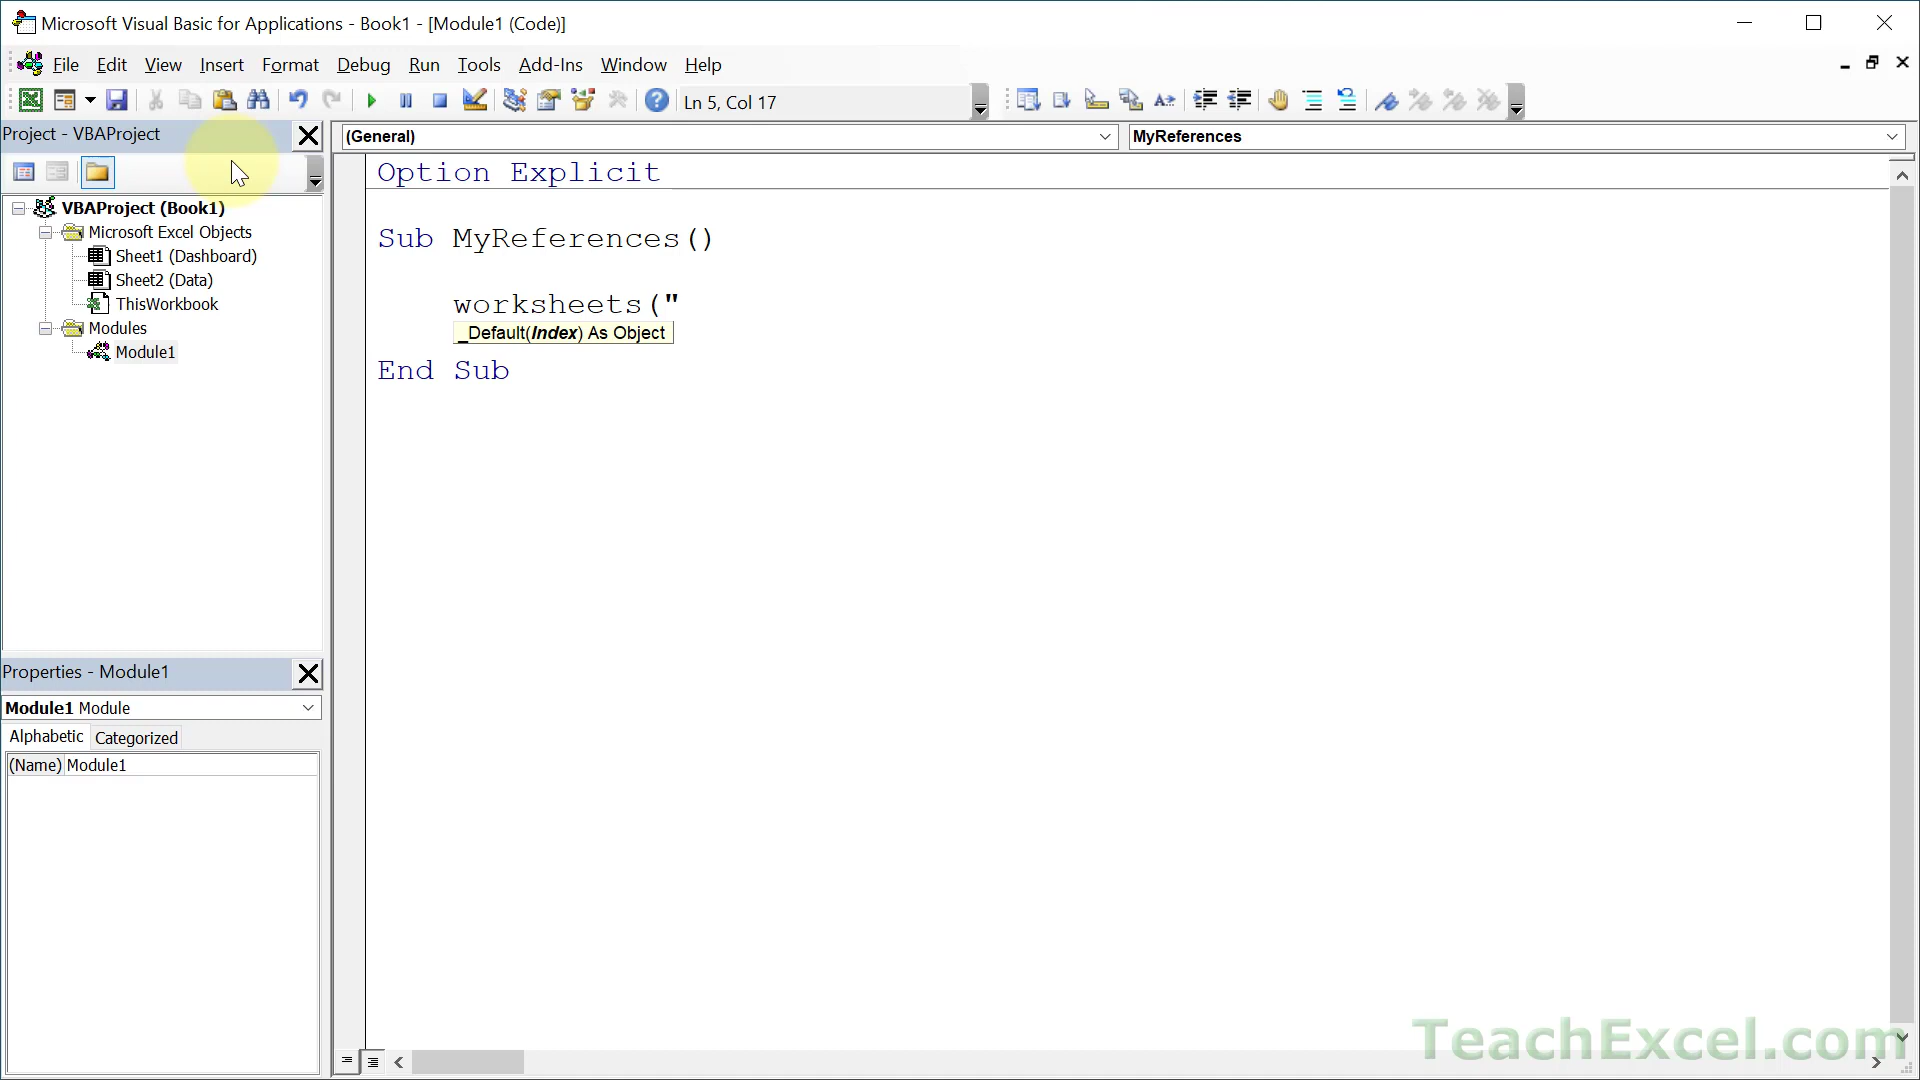 Microsoft Visual Basic for Applications - Book1 - [Module1 (Code)]
File Edit View Insert Format Debug Run Tools Add-Ins Window Help
Ln 5, Col 17
Project - VBAProject
(General) MyReferences
VBAProject (Book1)
Microsoft Excel Objects
Sheet1 (Dashboard)
Sheet2 (Data)
ThisWorkbook
Modules
Module1
Option Explicit
Sub MyReferences()
worksheets("
_Default(Index) As Object
End Sub
Properties - Module1
Module1 Module
Alphabetic Categorized
(Name) Module1
TeachExcel.com